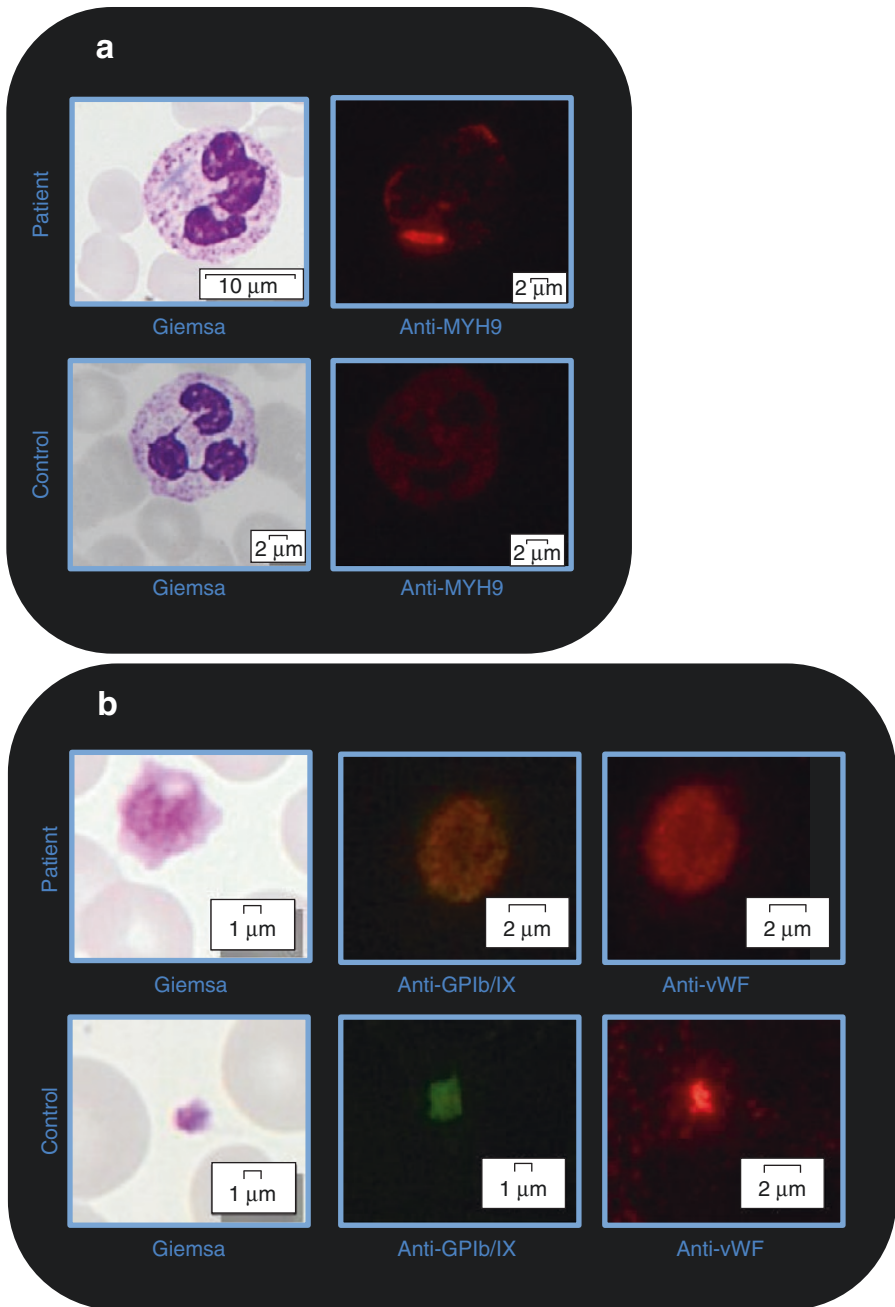 a
Patient
10 μm
2 μm
Giemsa
Anti-MYH9
Control
2 μm
2 μm
Giemsa
Anti-MYH9
b
Patient
1 μm
2 μm
2 μm
Giemsa
Anti-GPIb/IX
Anti-vWF
Control
1 μm
1 μm
2 μm
Giemsa
Anti-GPIb/IX
Anti-vWF